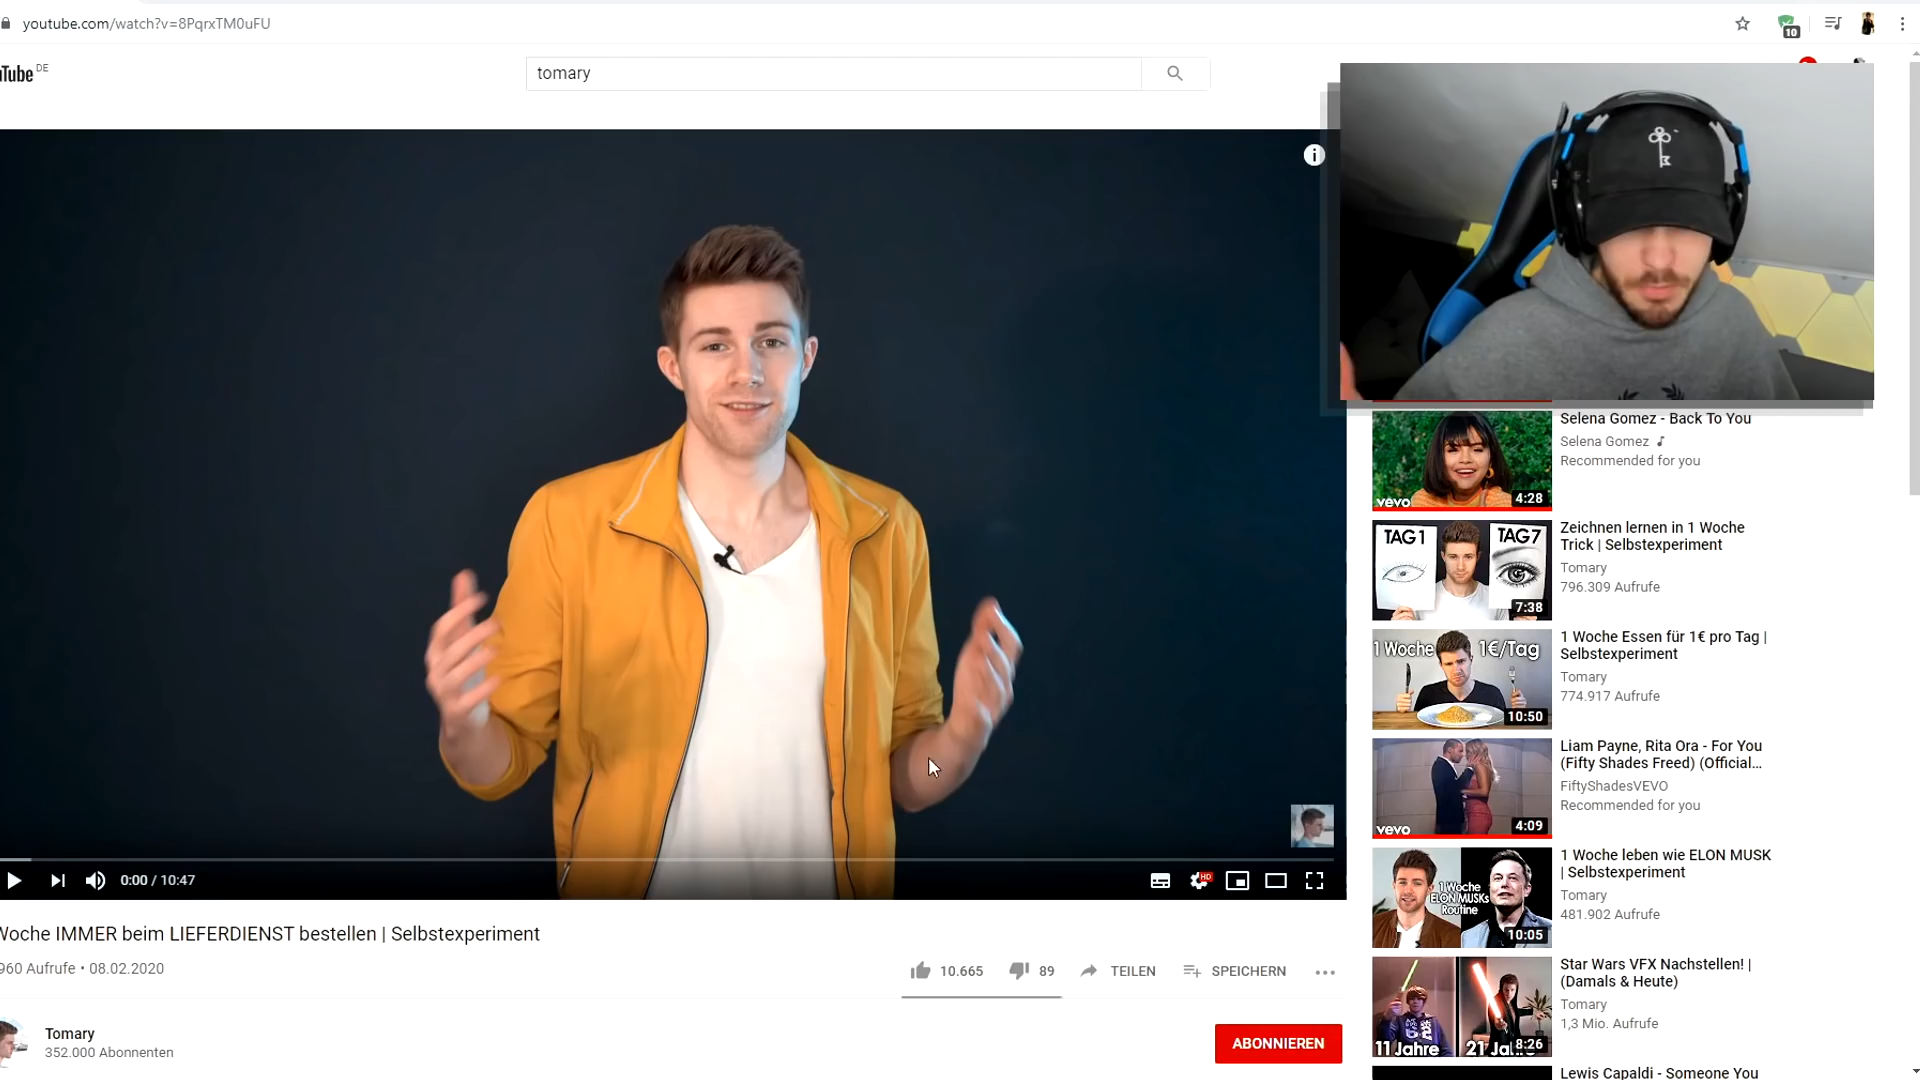 youtube.com/watch?v=8PqrxTM0uFU
10
Tube DE
tomary
Selena Gomez - Back To You
Selena Gomez
Recommended for you
vevo
4:28
Zeichnen lernen in 1 Woche
Trick | Selbstexperiment
Tomary
796.309 Aufrufe
TAG 1
TAG 7
7:38
1 Woche Essen für 1€ pro Tag |
Selbstexperiment
Tomary
774.917 Aufrufe
1 Woche 1€/Tag
10:50
Liam Payne, Rita Ora - For You
(Fifty Shades Freed) (Official...
FiftyShadesVEVO
Recommended for you
vevo
4:09
1 Woche leben wie ELON MUSK
| Selbstexperiment
Tomary
481.902 Aufrufe
1 Woche
ELON MUSKs
Routine
10:05
Star Wars VFX Nachstellen! |
(Damals & Heute)
Tomary
1,3 Mio. Aufrufe
11 Jahre
8:26
Lewis Capaldi - Someone You
0:00 / 10:47
HD
Woche IMMER beim LIEFERDIENST bestellen | Selbstexperiment
960 Aufrufe • 08.02.2020
10.665
89
TEILEN
SPEICHERN
Tomary
352.000 Abonnenten
ABONNIEREN